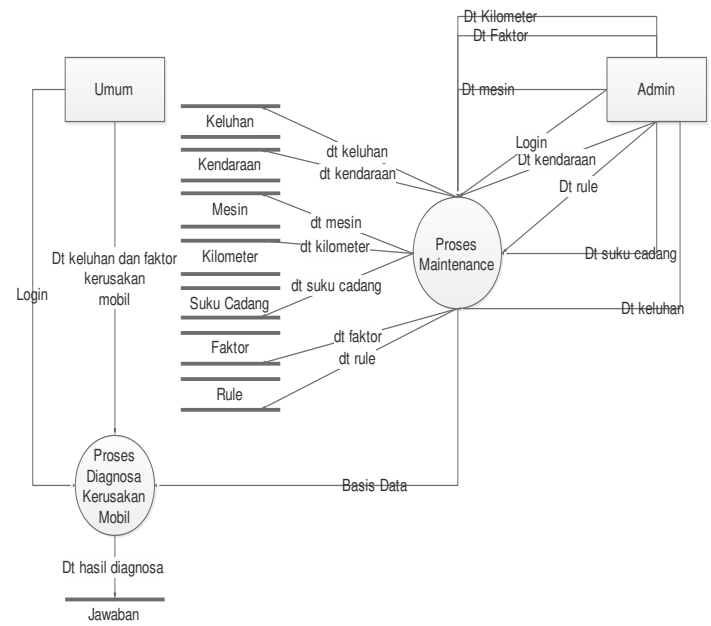 Dt Kilometer
Dt Faktor
Umum
Dt mesin
Admin
Keluhan
Login
dt keluhan
Dt kendaraan
Kendaraan
dt kendaraan
Dt rule
Mesin
dt mesin
Proses
Maintenance
dt kilometer
Kilometer
Dt suku cadang
Dt keluhan dan faktor
kerusakan
mobil
Login
dt suku cadang
Suku Cadang
Dt keluhan
dt faktor
Faktor
dt rule
Rule
Proses
Diagnosa
Kerusakan
Mobil
Basis Data
Dt hasil diagnosa
Jawaban